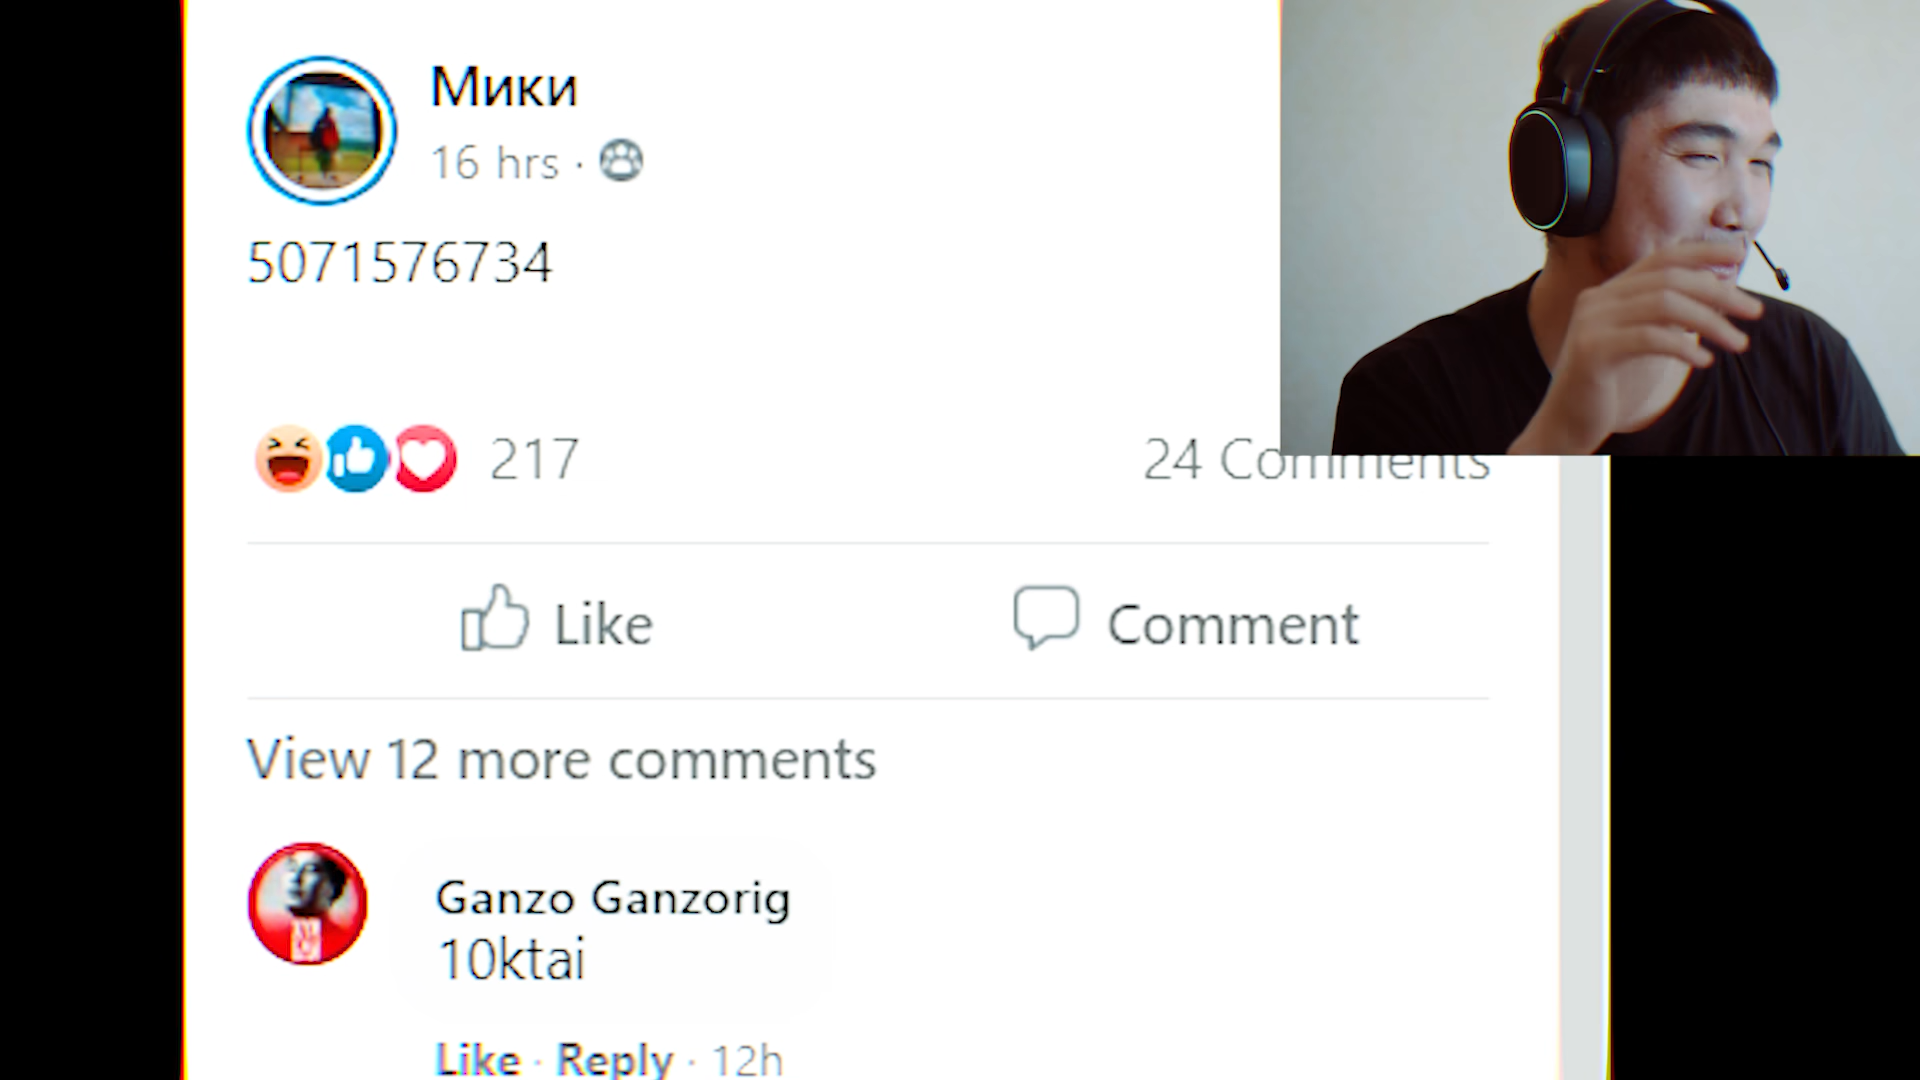 Мики
16 hrs ·
5071576734
217
24 Comments
Like
Comment
View 12 more comments
Ganzo Ganzorig
10ktai
Like · Reply · 12h